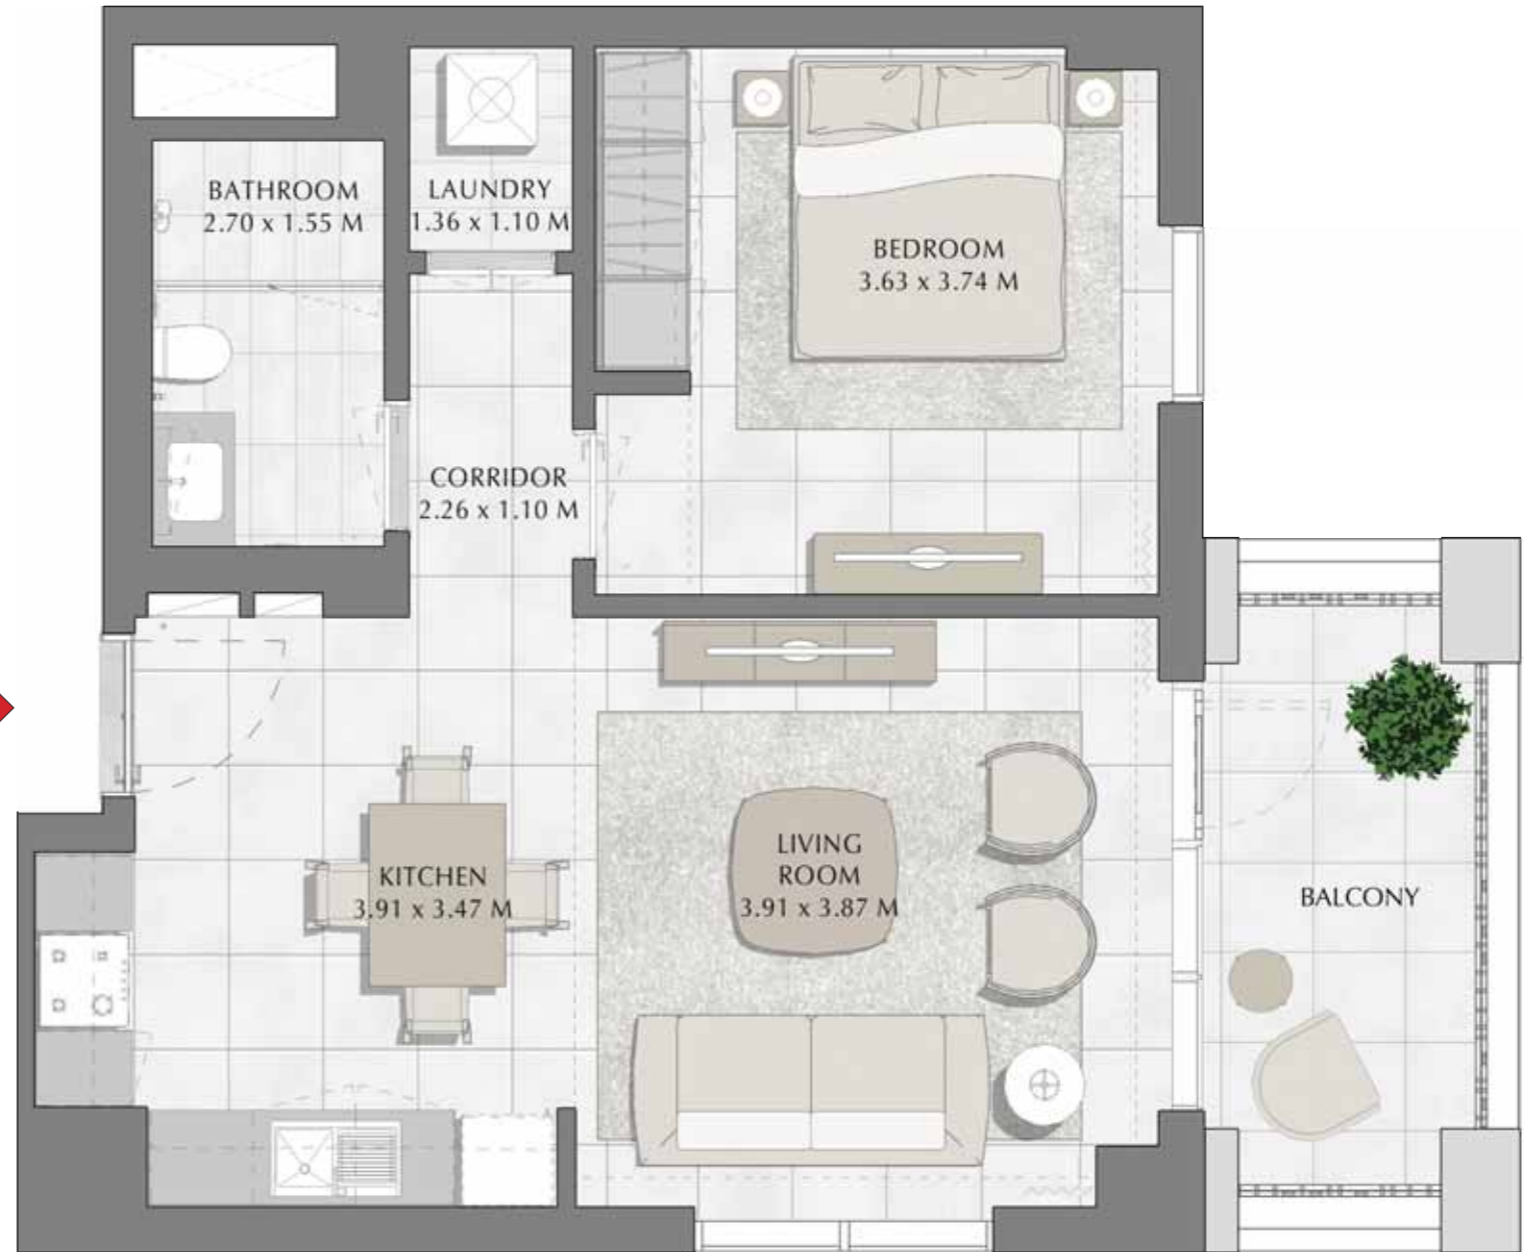 BATHROOM
2.70 x 1.55 M
LAUNDRY
1.36 x 1.10 M
BEDROOM
3.63 x 3.74 M
CORRIDOR
2.26 x 1.10 M
KITCHEN
3.91 x 3.47 M
LIVING
ROOM
3.91 x 3.87 M
BALCONY